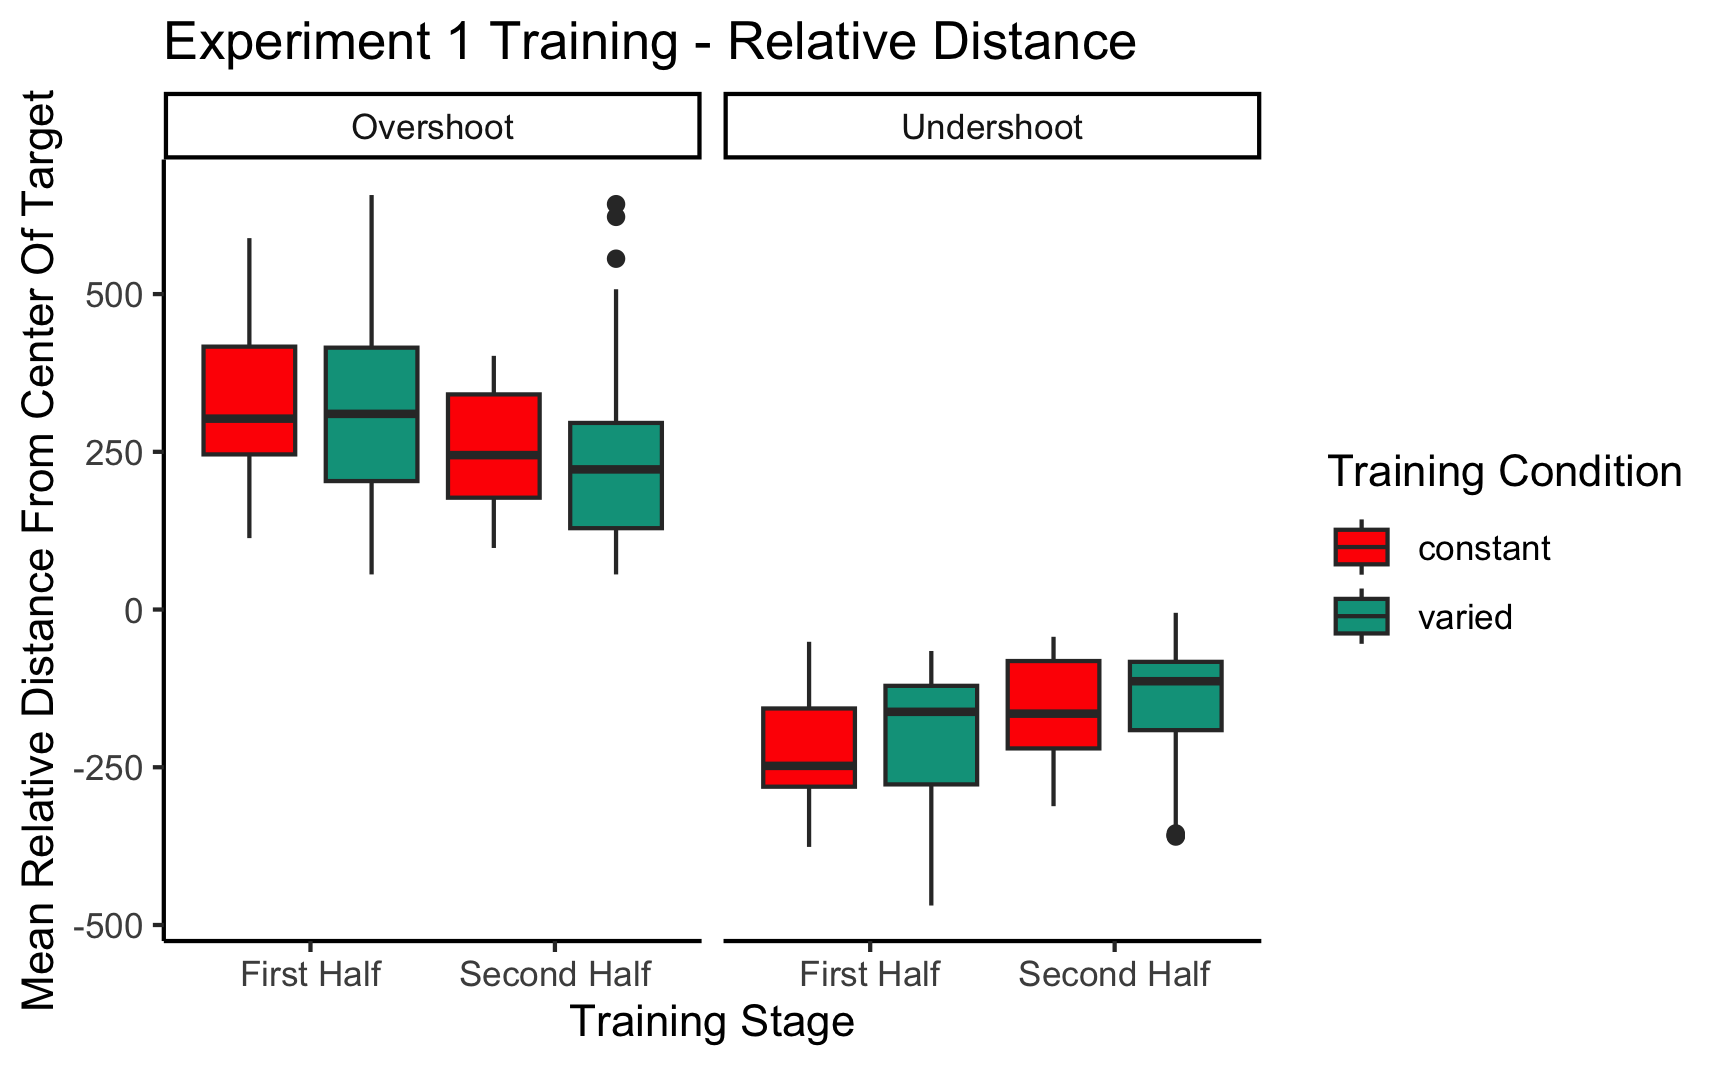 Experiment 1 Training - Relative Distance
Overshoot
Undershoot
Mean Relative Distance From Center Of Target
500
250
0
-250
-500
First Half
Second Half
First Half
Second Half
Training Stage
Training Condition
constant
varied